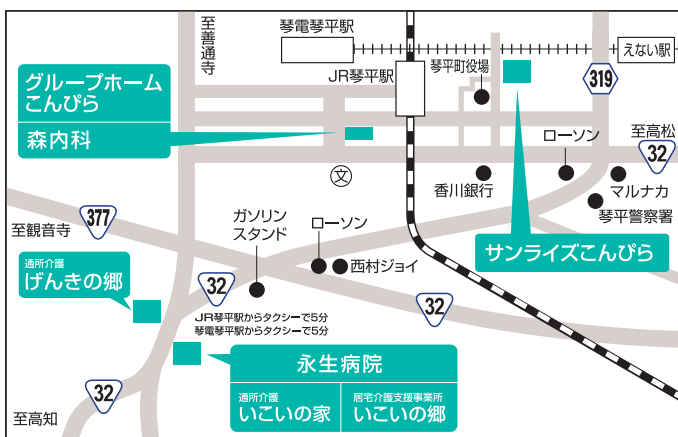 至善通寺
琴電琴平駅
えない駅
JR琴平駅
琴平町役場
319
グループホーム
こんぴら
森内科
ローソン
至高松
32
文
香川銀行
マルナカ
琴平警察署
377
至観音寺
ガソリン
スタンド
ローソン
西村ジョイ
サンライズこんぴら
通所介護
げんきの郷
32
32
JR琴平駅からタクシーで5分
琴電琴平駅からタクシーで5分
永生病院
通所介護
いこいの家
居宅介護支援事業所
いこいの郷
32
至高知